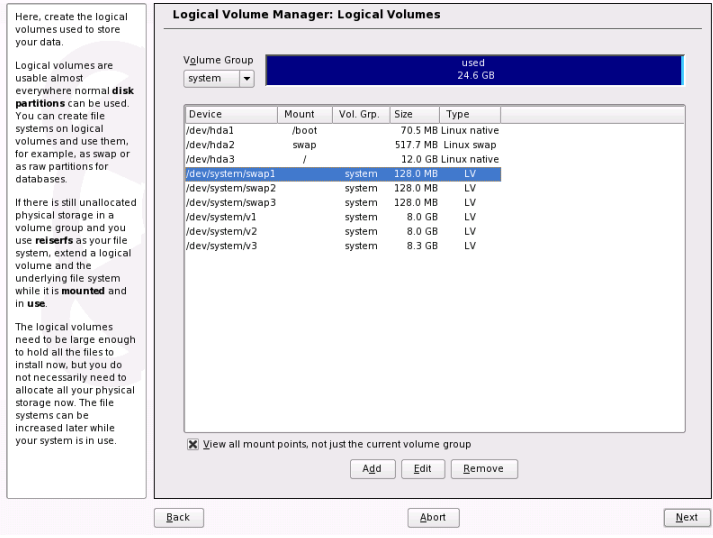 Here, create the logical
volumes used to store
your data.
Logical volumes are
usable almost
everywhere normal disk
partitions can be used.
You can create file
systems on logical
volumes and use them,
for example, as swap or
as raw partitions for
databases.
If there is still unallocated
physical storage in a
volume group and you
use reiserfs as your file
system, extend a logical
volume and the
underlying file system
while it is mounted and
in use.
The logical volumes
need to be large enough
to hold all the files to
install now, but you do
not necessarily need to
allocate all your physical
storage now. The file
systems can be
increased later while
your system is in use.
Logical Volume Manager: Logical Volumes
Volume Group
system
used
24.6 GB
Device Mount Vol. Grp. Size Type
/dev/hda1 /boot 70.5 MB Linux native
/dev/hda2 swap 517.7 MB Linux swap
/dev/hda3 / 12.0 GB Linux native
/dev/system/swap1 system 128.0 MB LV
/dev/system/swap2 system 128.0 MB LV
/dev/system/swap3 system 128.0 MB LV
/dev/system/v1 system 8.0 GB LV
/dev/system/v2 system 8.0 GB LV
/dev/system/v3 system 8.3 GB LV
View all mount points, not just the current volume group
Add Edit Remove
Back Abort Next